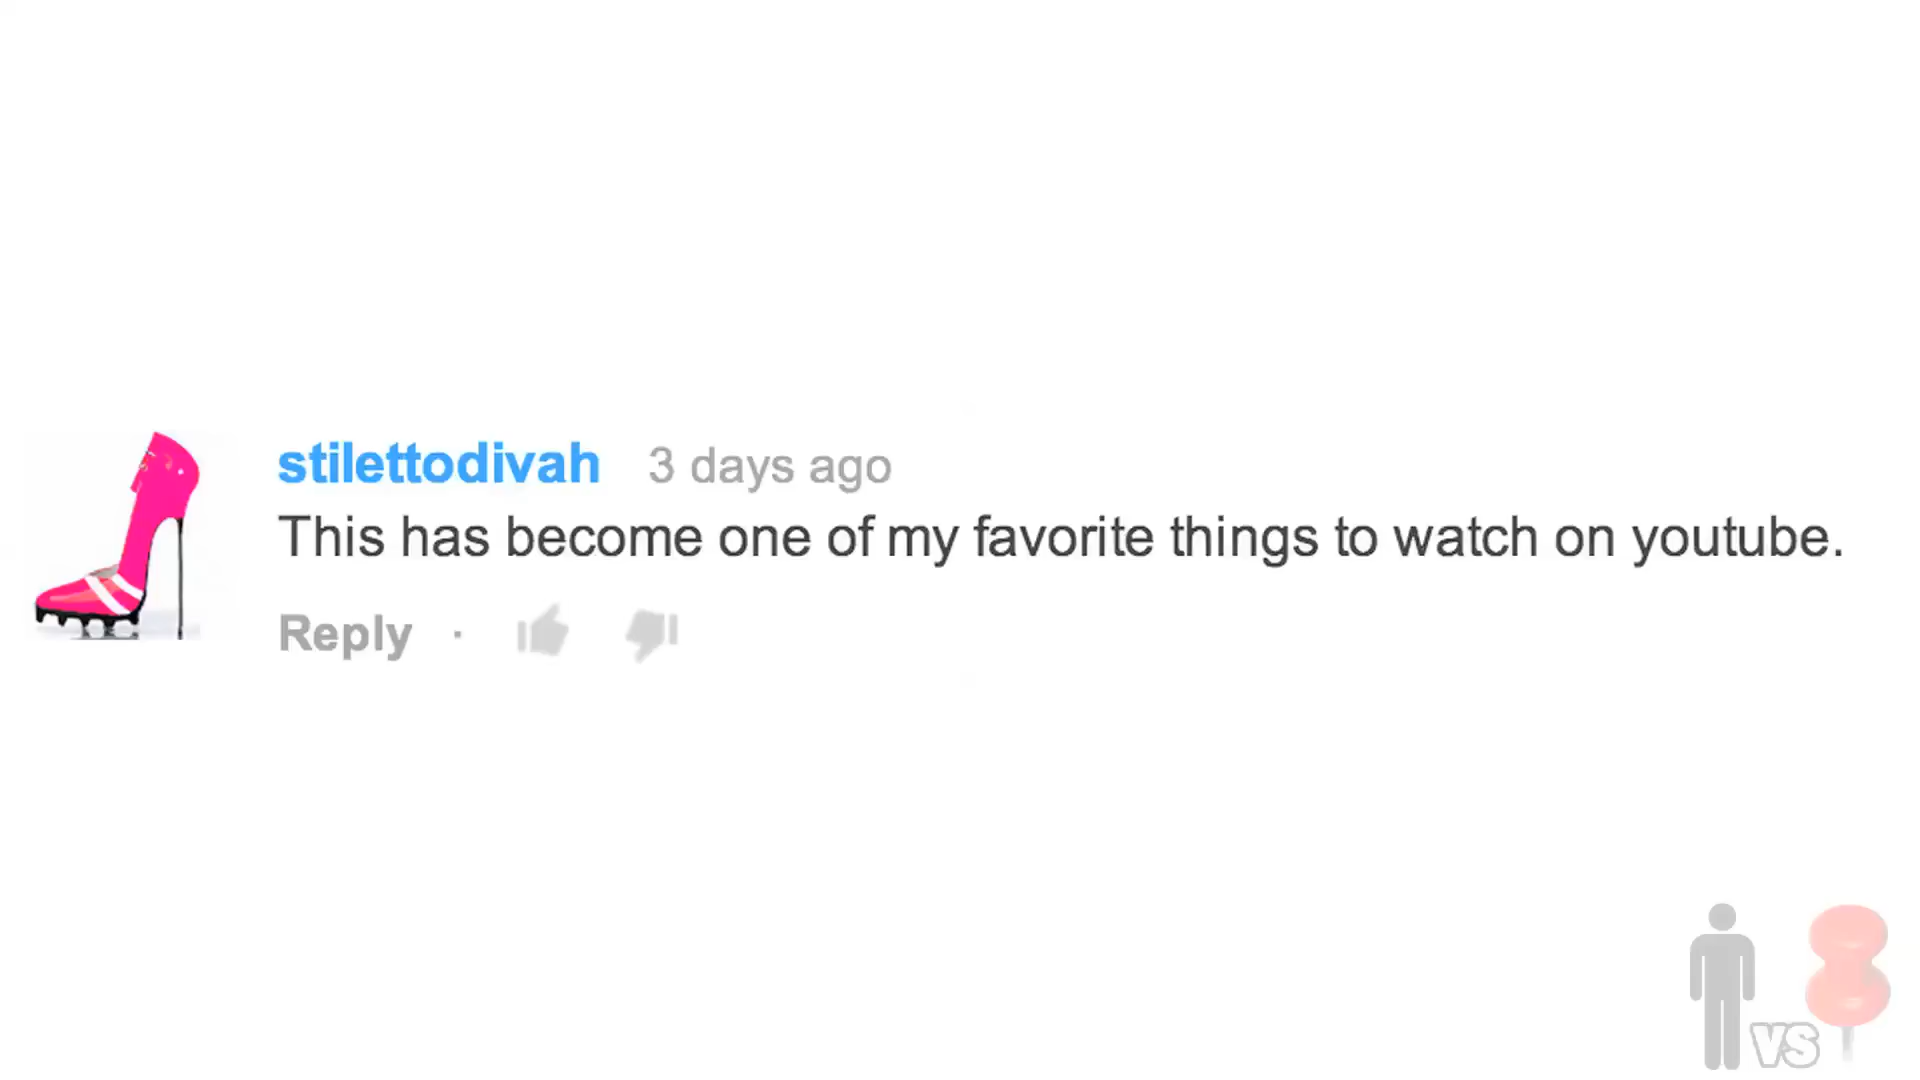 stilettodivah 3 days ago
This has become one of my favorite things to watch on youtube.
Reply ·
VS